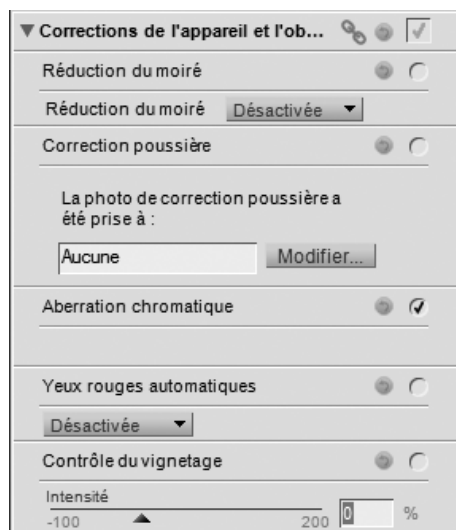 Corrections de l'appareil et l'ob...
Réduction du moiré
Réduction du moiré Désactivée
Correction poussière
La photo de correction poussière a
été prise à :
Aucune Modifier...
Aberration chromatique
Yeux rouges automatiques
Désactivée
Contrôle du vignetage
Intensité
-100 200 0 %